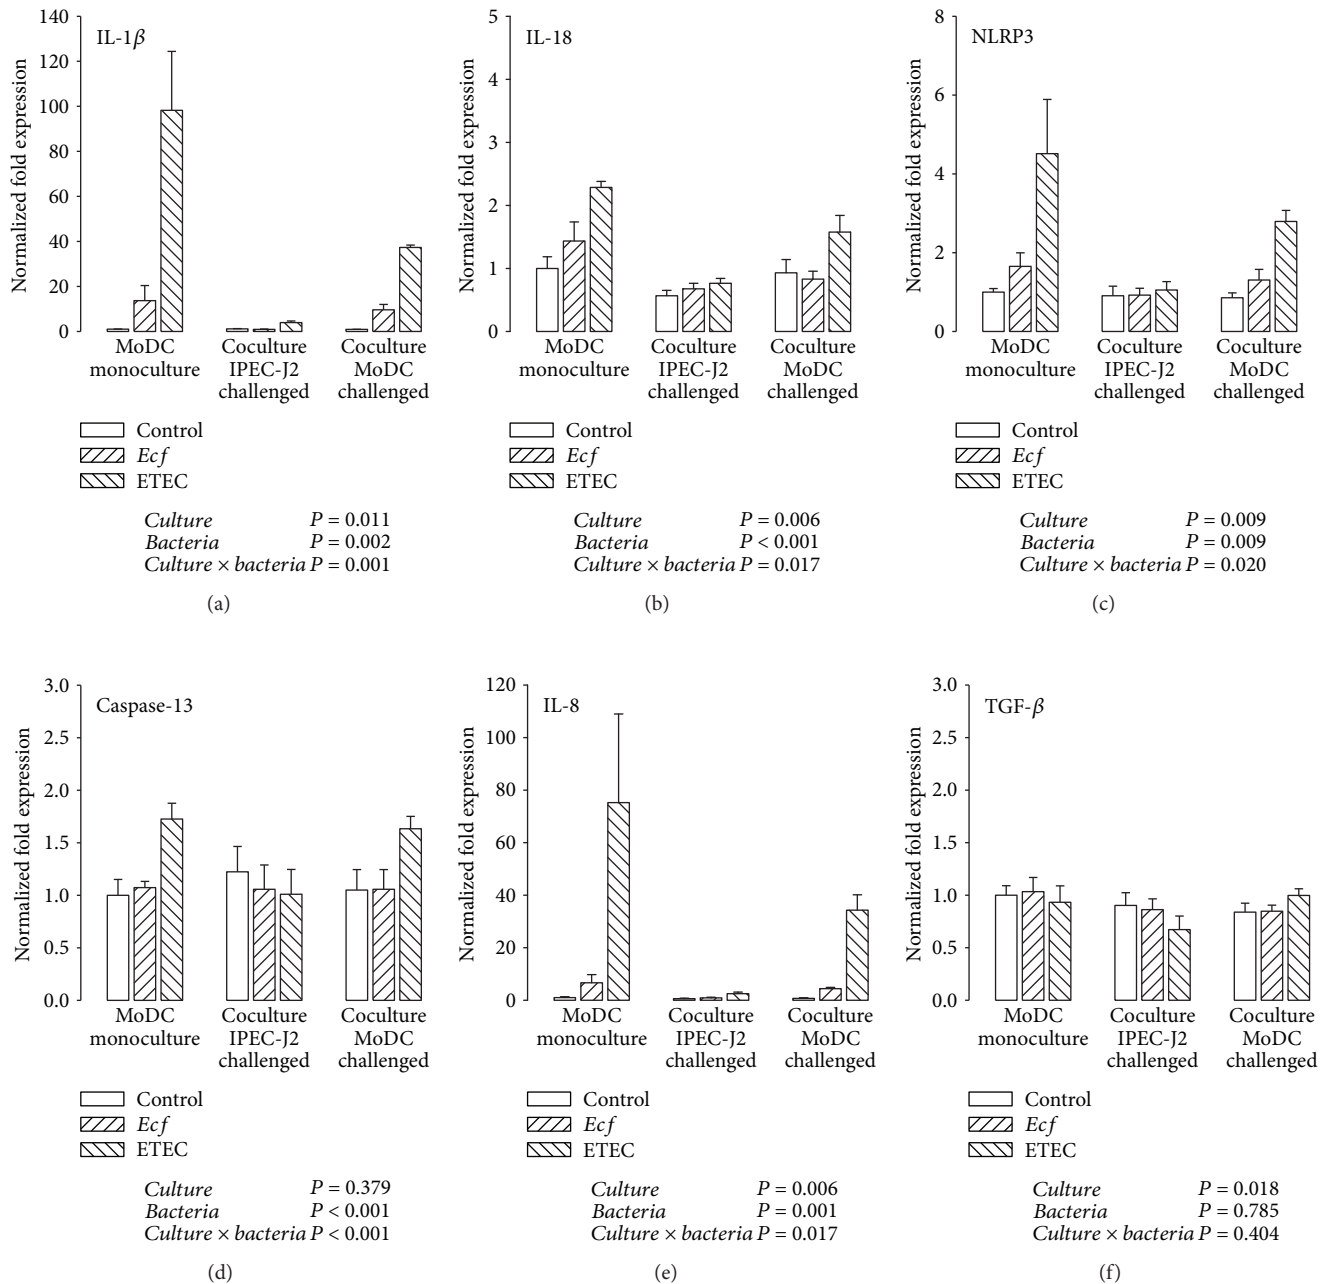 140
120
100
80
60
40
20
0
Normalized fold expression
IL-1β
MoDC monoculture
Coculture IPEC-J2 challenged
Coculture MoDC challenged
Control
Ecf
ETEC
Culture P = 0.011
Bacteria P = 0.002
Culture × bacteria P = 0.001
(a)
5
4
3
2
1
0
Normalized fold expression
IL-18
MoDC monoculture
Coculture IPEC-J2 challenged
Coculture MoDC challenged
Control
Ecf
ETEC
Culture P = 0.006
Bacteria P < 0.001
Culture × bacteria P = 0.017
(b)
8
6
4
2
0
Normalized fold expression
NLRP3
MoDC monoculture
Coculture IPEC-J2 challenged
Coculture MoDC challenged
Control
Ecf
ETEC
Culture P = 0.009
Bacteria P = 0.009
Culture × bacteria P = 0.020
(c)
3.0
2.5
2.0
1.5
1.0
0.5
0.0
Normalized fold expression
Caspase-13
MoDC monoculture
Coculture IPEC-J2 challenged
Coculture MoDC challenged
Control
Ecf
ETEC
Culture P = 0.379
Bacteria P < 0.001
Culture × bacteria P < 0.001
(d)
120
100
80
60
40
20
0
Normalized fold expression
IL-8
MoDC monoculture
Coculture IPEC-J2 challenged
Coculture MoDC challenged
Control
Ecf
ETEC
Culture P = 0.006
Bacteria P = 0.001
Culture × bacteria P = 0.017
(e)
3.0
2.5
2.0
1.5
1.0
0.5
0.0
Normalized fold expression
TGF-β
MoDC monoculture
Coculture IPEC-J2 challenged
Coculture MoDC challenged
Control
Ecf
ETEC
Culture P = 0.018
Bacteria P = 0.785
Culture × bacteria P = 0.404
(f)